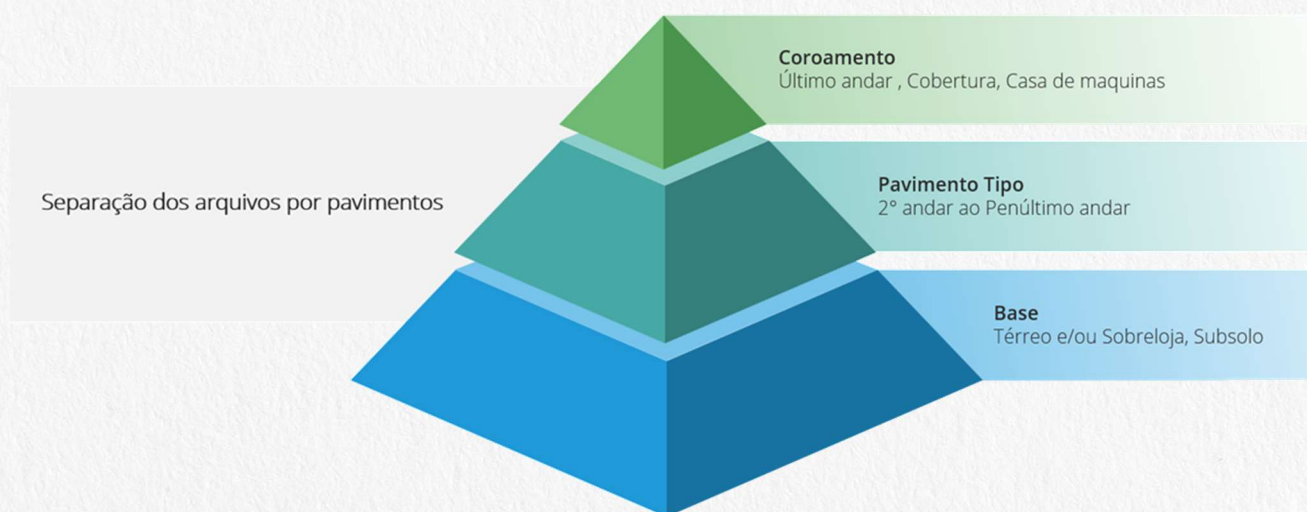 Coroamento
Último andar , Cobertura, Casa de maquinas
Separação dos arquivos por pavimentos
Pavimento Tipo
2° andar ao Penúltimo andar
Base
Térreo e/ou Sobreloja, Subsolo